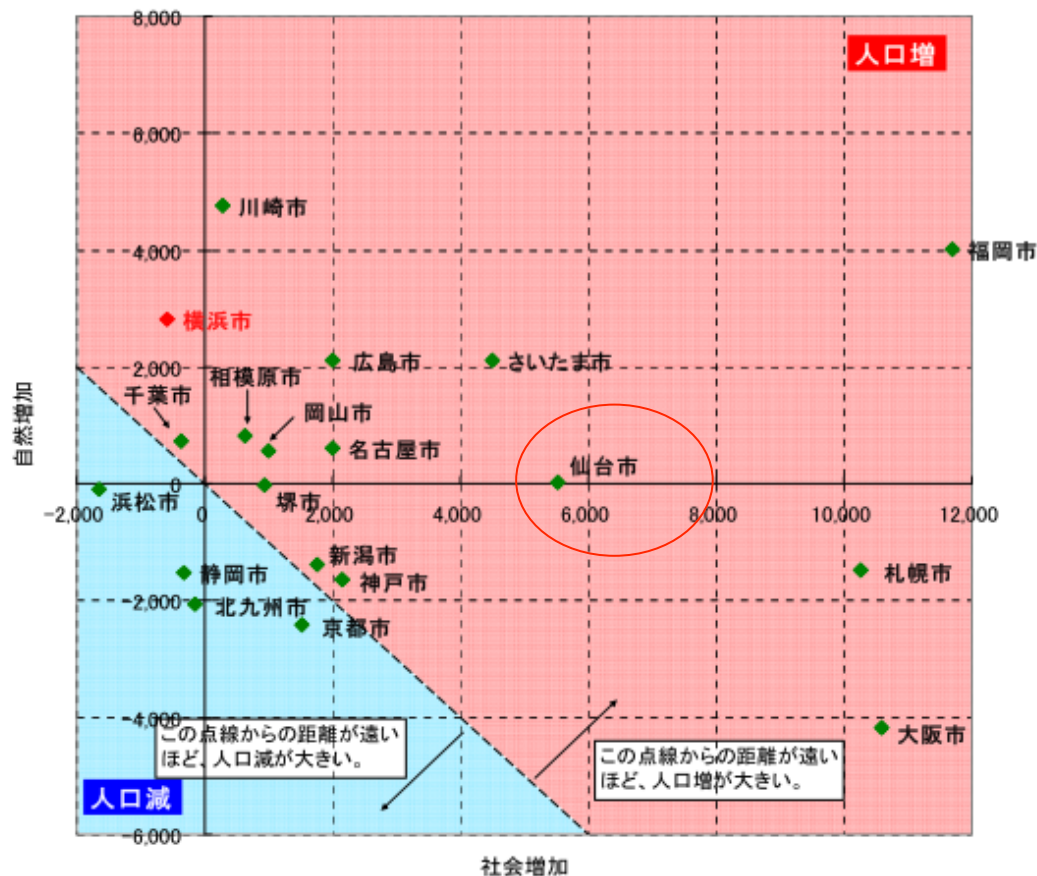 8,000
人口増
6,000
川崎市
4,000
福岡市
横浜市
2,000
広島市
さいたま市
相模原市
千葉市
岡山市
名古屋市
仙台市
自然増加
0
浜松市
堺市
-2,000
0
2,000
4,000
6,000
8,000
10,000
12,000
新潟市
神戸市
札幌市
静岡市
-2,000
北九州市
京都市
-4,000
大阪市
この点線からの距離が遠い
ほど、人口減が大きい。
この点線からの距離が遠い
ほど、人口増が大きい。
人口減
-6,000
社会増加